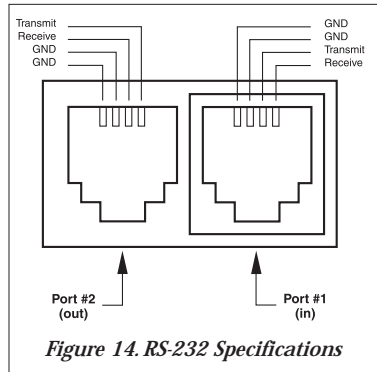 Transmit
Receive
GND
GND
GND
GND
Transmit
Receive
Port #2
(out)
Port #1
(in)
Figure 14. RS-232 Specifications